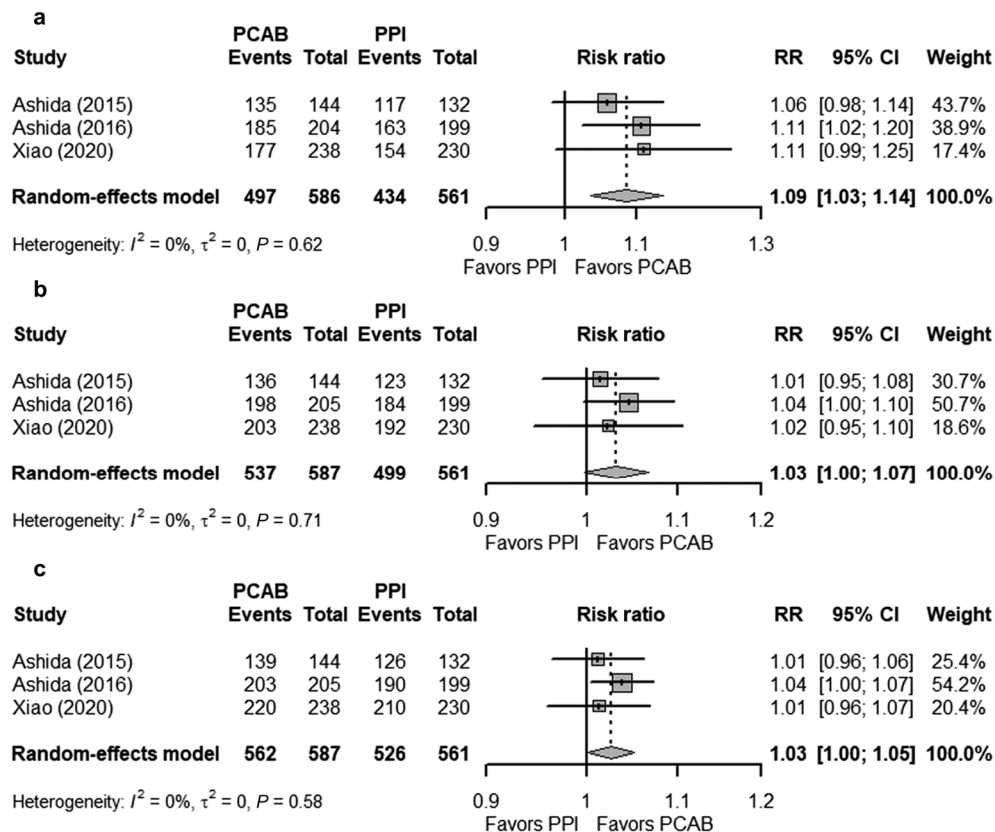 a
PCAB PPI
Study Events Total Events Total Risk ratio RR 95% CI Weight
Ashida (2015) 135 144 117 132 1.06 [0.98; 1.14] 43.7%
Ashida (2016) 185 204 163 199 1.11 [1.02; 1.20] 38.9%
Xiao (2020) 177 238 154 230 1.11 [0.99; 1.25] 17.4%
Random-effects model 497 586 434 561 1.09 [1.03; 1.14] 100.0%
Heterogeneity: I² = 0%, τ² = 0, P = 0.62
0.9 1 1.1 1.3
Favors PPI Favors PCAB
b
PCAB PPI
Study Events Total Events Total Risk ratio RR 95% CI Weight
Ashida (2015) 136 144 123 132 1.01 [0.95; 1.08] 30.7%
Ashida (2016) 198 205 184 199 1.04 [1.00; 1.10] 50.7%
Xiao (2020) 203 238 192 230 1.02 [0.95; 1.10] 18.6%
Random-effects model 537 587 499 561 1.03 [1.00; 1.07] 100.0%
Heterogeneity: I² = 0%, τ² = 0, P = 0.71
0.9 1 1.1 1.2
Favors PPI Favors PCAB
c
PCAB PPI
Study Events Total Events Total Risk ratio RR 95% CI Weight
Ashida (2015) 139 144 126 132 1.01 [0.96; 1.06] 25.4%
Ashida (2016) 203 205 190 199 1.04 [1.00; 1.07] 54.2%
Xiao (2020) 220 238 210 230 1.01 [0.96; 1.07] 20.4%
Random-effects model 562 587 526 561 1.03 [1.00; 1.05] 100.0%
Heterogeneity: I² = 0%, τ² = 0, P = 0.58
0.9 1 1.1 1.2
Favors PPI Favors PCAB